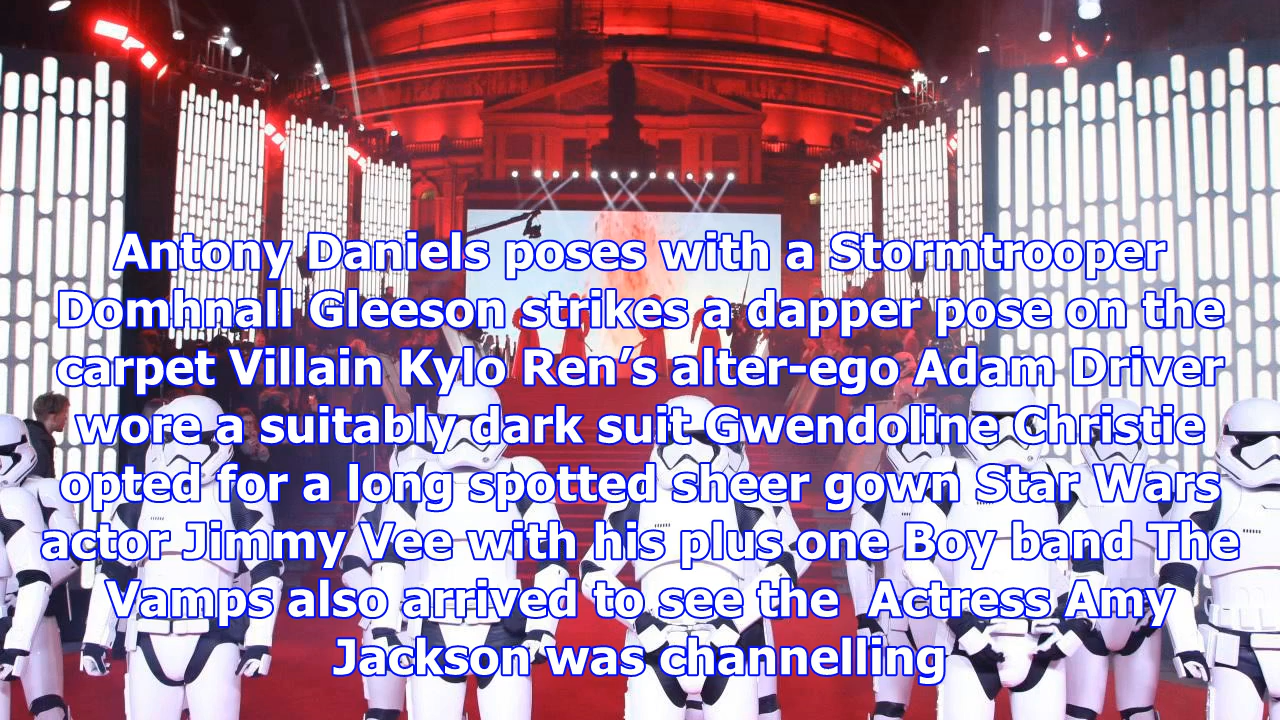 Antony Daniels poses with a Stormtrooper
Domhnall Gleeson strikes a dapper pose on the
carpet Villain Kylo Ren’s alter-ego Adam Driver
wore a suitably dark suit Gwendoline Christie
opted for a long spotted sheer gown Star Wars
actor Jimmy Vee with his plus one Boy band The
Vamps also arrived to see the  Actress Amy
Jackson was channelling